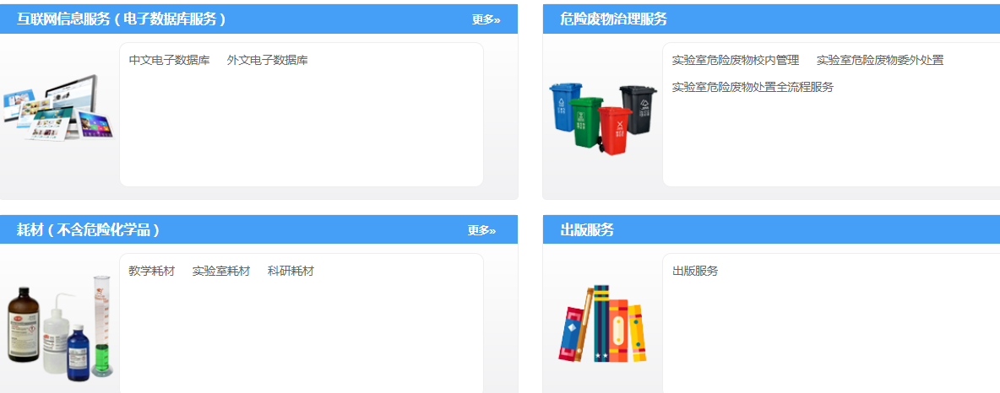 互联网信息服务（电子数据库服务）
更多»
中文电子数据库 外文电子数据库
危险废物治理服务
实验室危险废物校内管理 实验室危险废物委外处置
实验室危险废物处置全流程服务
耗材（不含危险化学品）
更多»
教学耗材 实验室耗材 科研耗材
出版服务
出版服务